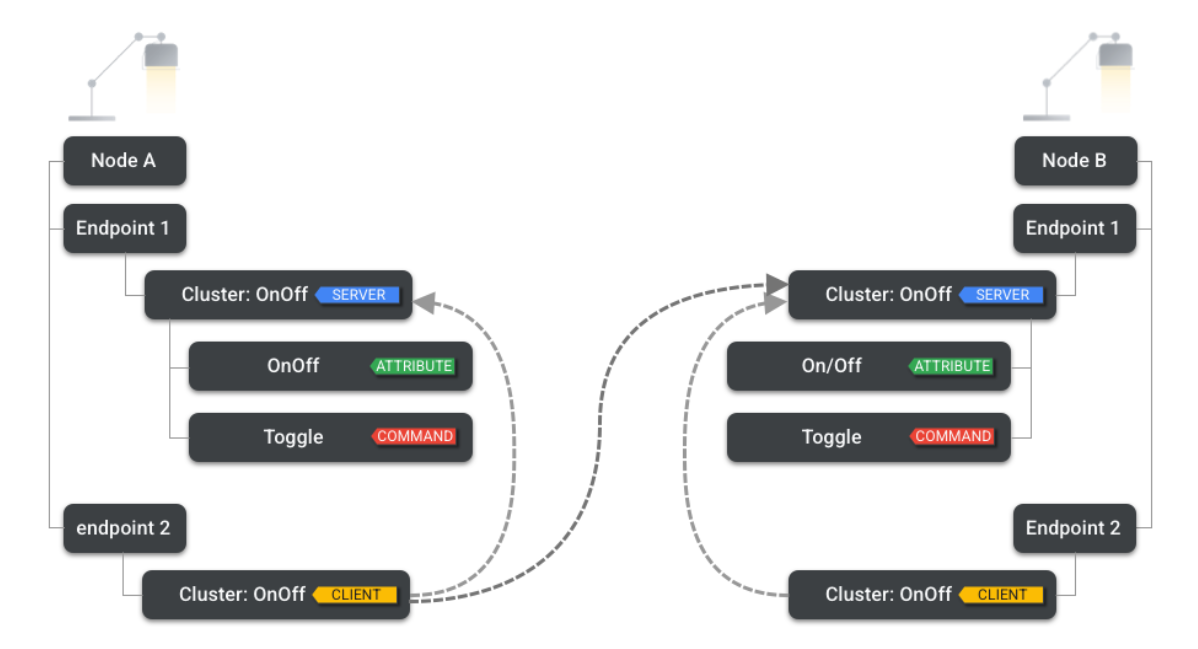 Node A
Endpoint 1
Cluster: OnOff SERVER
OnOff ATTRIBUTE
Toggle COMMAND
endpoint 2
Cluster: OnOff CLIENT
Node B
Endpoint 1
Cluster: OnOff SERVER
On/Off ATTRIBUTE
Toggle COMMAND
Endpoint 2
Cluster: OnOff CLIENT